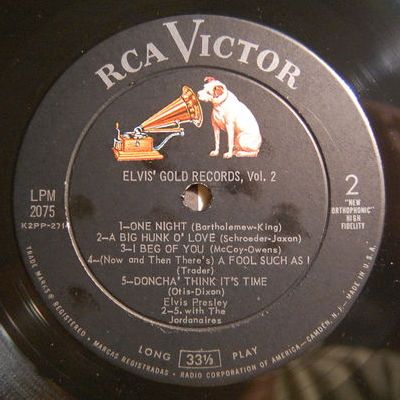 RCA VICTOR
ELVIS' GOLD RECORDS, Vol. 2
LPM
2075
K2PP-271
2
"NEW
ORTHOPHONIC"
HIGH
FIDELITY
1—ONE NIGHT (Bartholemew-King)
2—A BIG HUNK O' LOVE (Schroeder-Jaxon)
3—I BEG OF YOU (McCoy-Owens)
4—(Now and Then There's) A FOOL SUCH AS I
(Trader)
5—DONCHA' THINK IT'S TIME
(Otis-Dixon)
Elvis Presley
2—5. with The
Jordanaires
LONG 33⅓ PLAY
TRADE MARKS ® REGISTERED • MARCAS REGISTRADAS • RADIO CORPORATION OF AMERICA—CAMDEN, N.J.—MADE IN U.S.A.